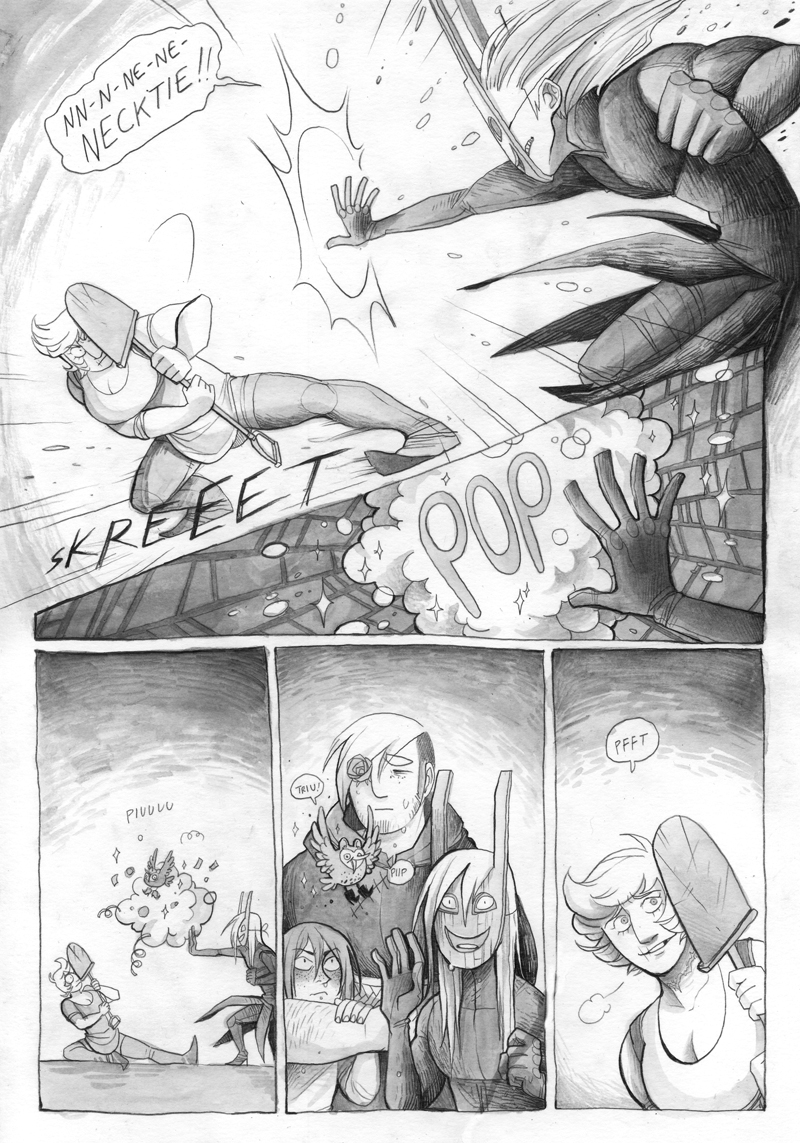 NN-N-NE-NE-
NECKTIE!!
SKREEET
POP
PIUUUU
TRIU!
PIIP
PFFT